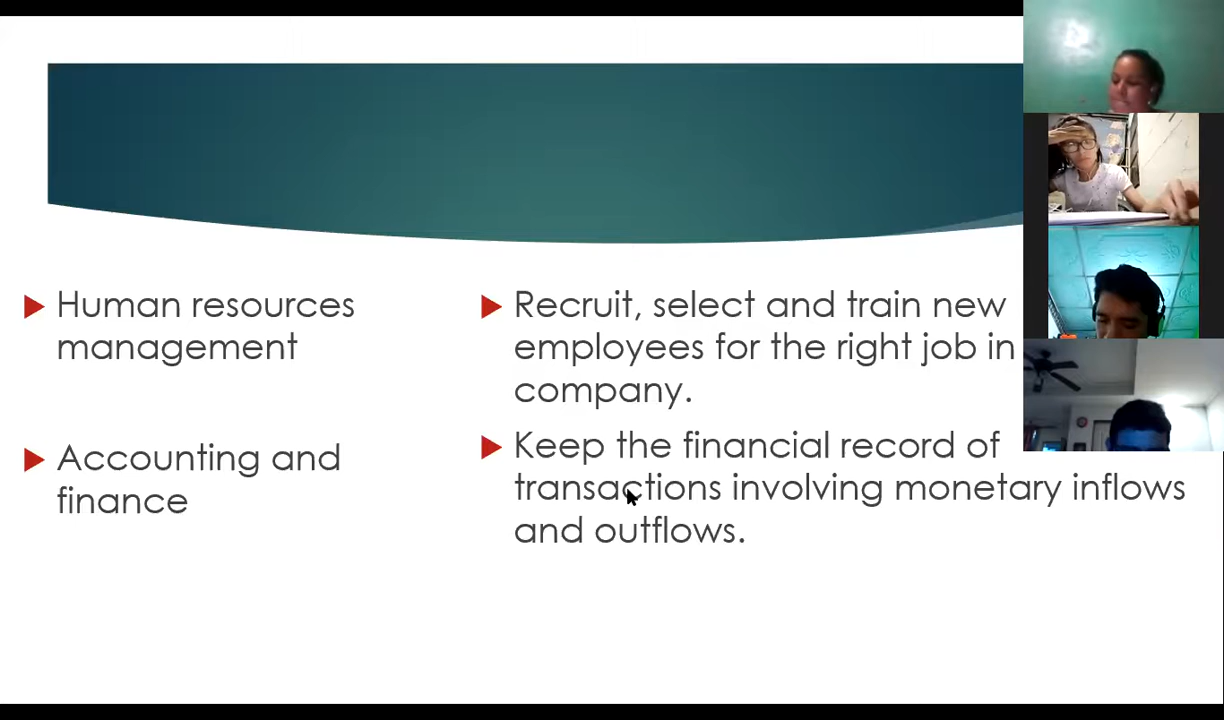 Human resources
management
Accounting and
finance
Recruit, select and train new
employees for the right job in
company.
Keep the financial record of
transactions involving monetary inflows
and outflows.